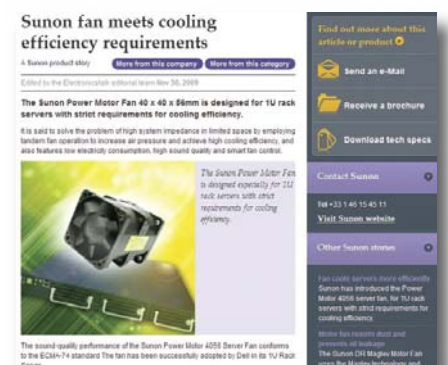 Sunon fan meets cooling
efficiency requirements
A Sunon product story
More from this company
More from this category
Edited by the Electronicstalk editorial team Nov 30, 2009
The Sunon Power Motor Fan 40 x 40 x 56mm is designed for 1U rack
servers with strict requirements for cooling efficiency.
It is said to solve the problem of high system impedance in limited space by employing
tandem fan operation to increase air pressure and achieve high cooling efficiency, and
also features low electricity consumption, high sound quality and smart fan control.
The Sunon Power Motor Fan
is designed especially for 1U
rack servers with strict
requirements for cooling
efficiency.
The sound-quality performance of the Sunon Power Motor 4056 Server Fan conforms
to the ECMA-74 standard The fan has been successfully adopted by Dell in its 1U Rack
Server
Find out more about this
article or product
Send an e-Mail
Receive a brochure
Download tech specs
Contact Sunon
Tel +33 1 46 15 45 11
Visit Sunon website
Other Sunon stories
Fan cools servers more efficiently
Sunon has introduced the Power
Motor 4056 server fan, for 1U rack
servers with strict requirements for
cooling efficiency
Motor fan resists dust and
prevents oil leakage
The Sunon DR Maglev Motor Fan
uses the Maglev technology and